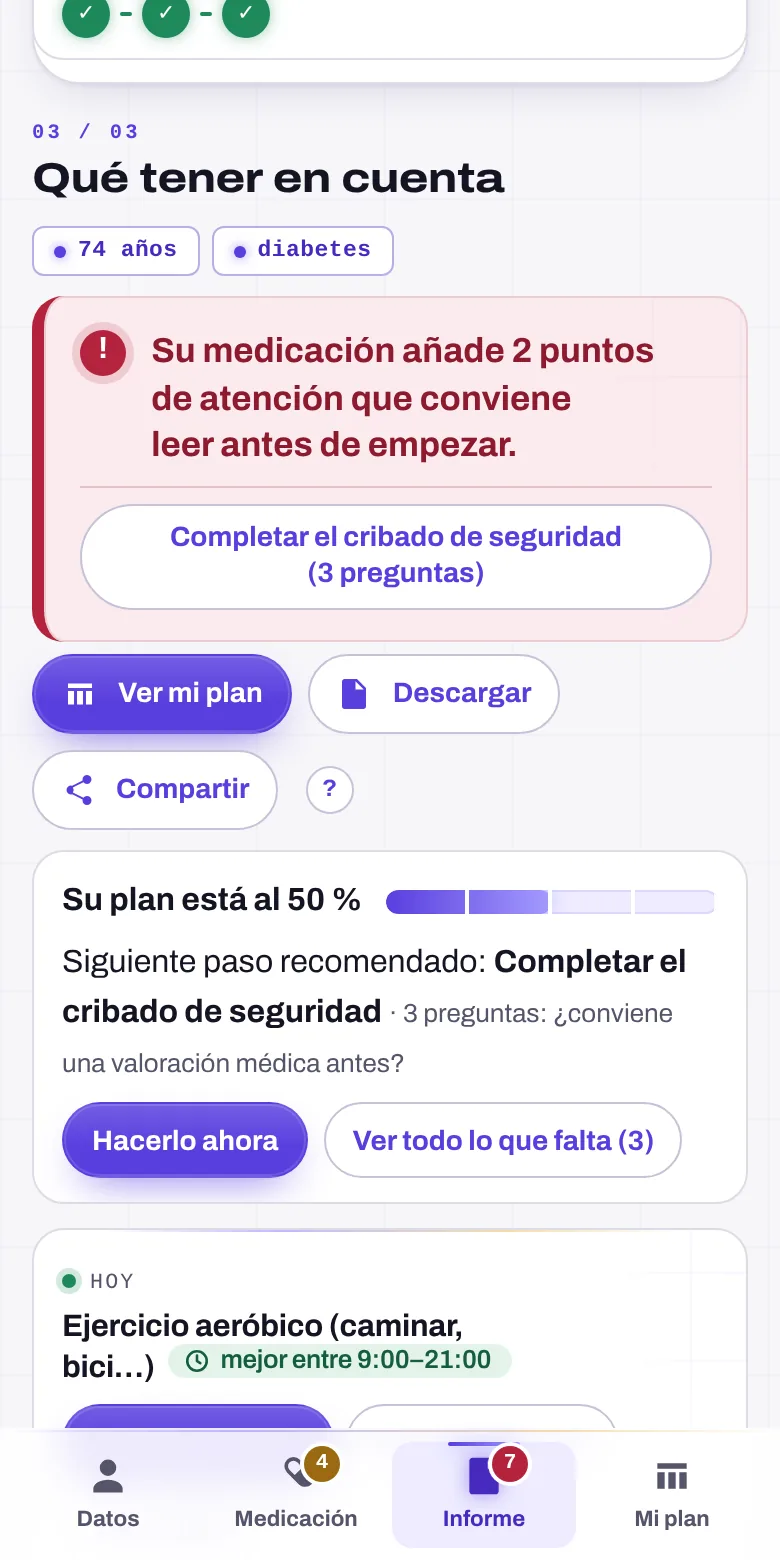 03 / 03
Qué tener en cuenta
74 años
diabetes
!
Su medicación añade 2 puntos
de atención que conviene
leer antes de empezar.
Completar el cribado de seguridad
(3 preguntas)
Ver mi plan
Descargar
Compartir
?
Su plan está al 50 %
Siguiente paso recomendado: Completar el
cribado de seguridad · 3 preguntas: ¿conviene
una valoración médica antes?
Hacerlo ahora
Ver todo lo que falta (3)
HOY
Ejercicio aeróbico (caminar,
bici…) mejor entre 9:00–21:00
4
7
Datos
Medicación
Informe
Mi plan